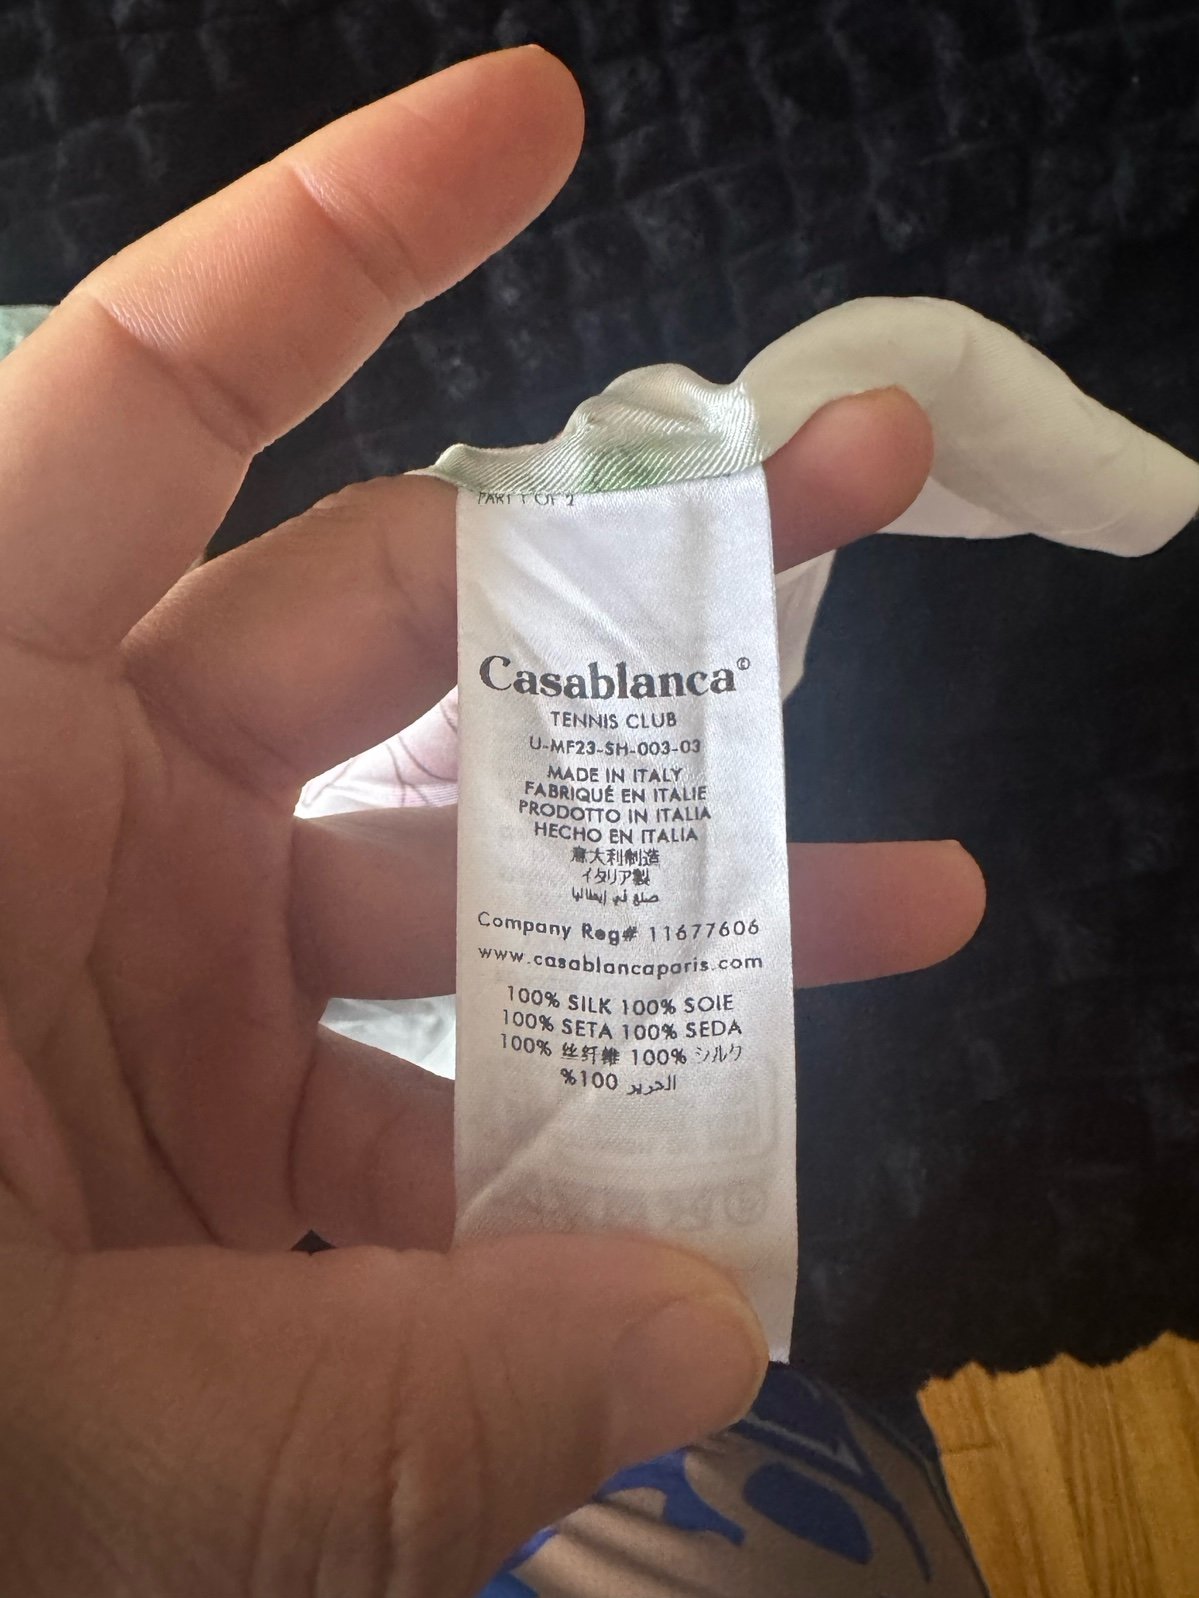 PART 1 OF 2
Casablanca©
TENNIS CLUB
U-MF23-SH-003-03
MADE IN ITALY
FABRIQUÉ EN ITALIE
PRODOTTO IN ITALIA
HECHO EN ITALIA
意大利制造
イタリア製
صنع في إيطاليا
Company Reg# 11677606
www.casablancaparis.com
100% SILK 100% SOIE
100% SETA 100% SEDA
100% 丝纤维 100% シルク
%100 الحرير